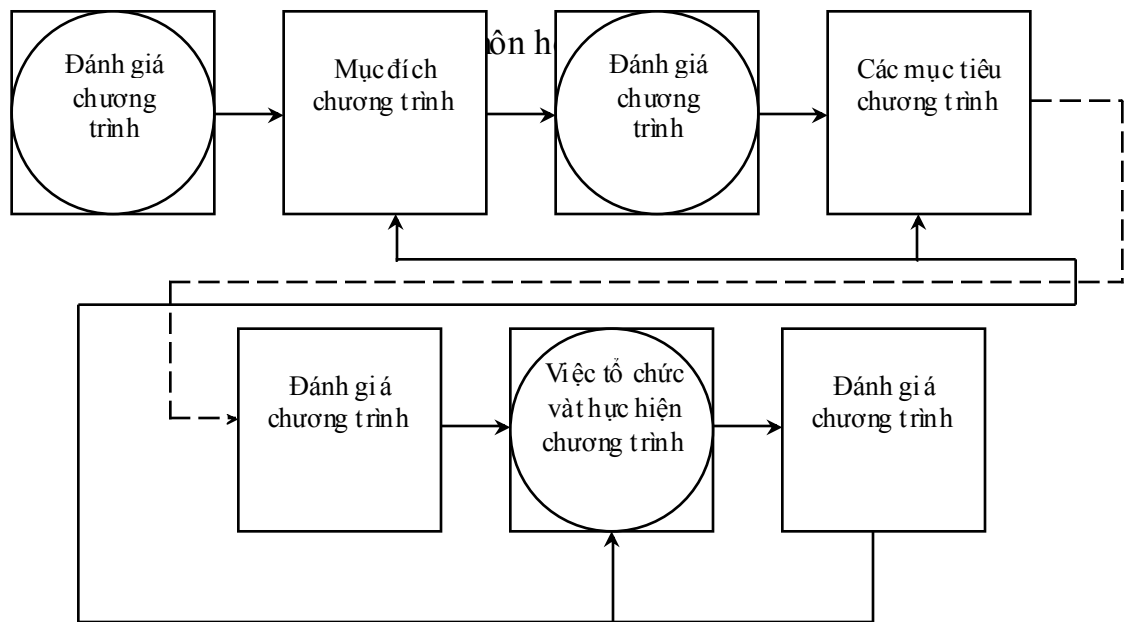 Đánh giá
chương
trình
Mục đích
chương trình
ôn h
Đánh giá
chương
trình
Các mục tiêu
chương trình
Đánh giá
chương trình
Việc tổ chức
và thực hiện
chương trình
Đánh giá
chương trình